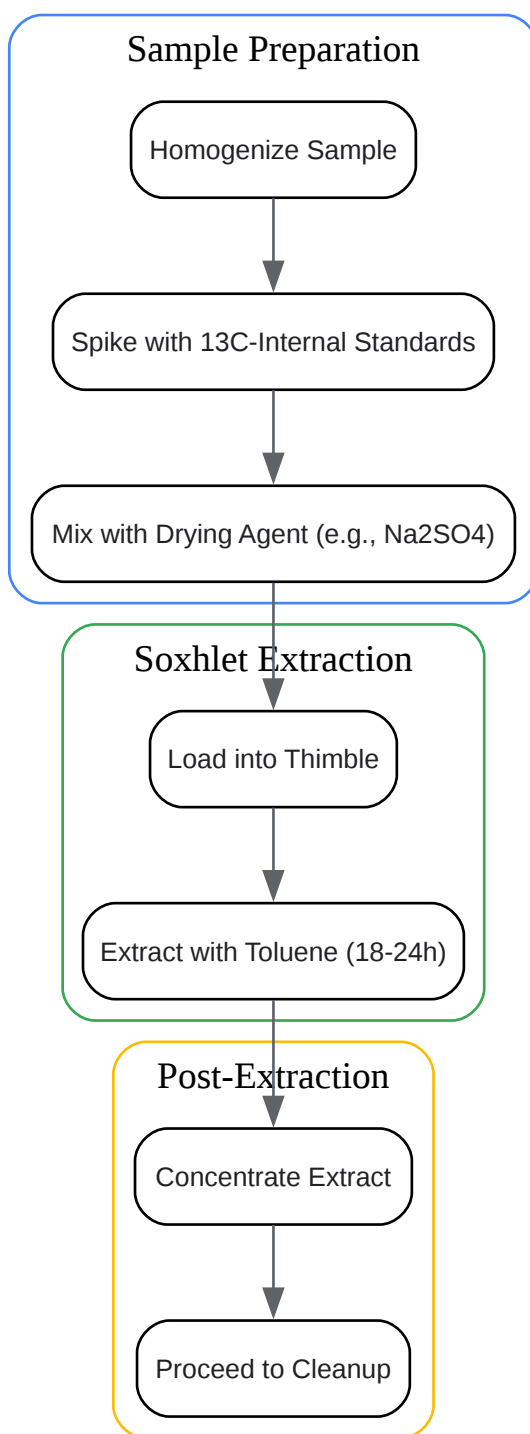 Sample Preparation
Homogenize Sample
Spike with 13C-Internal Standards
Mix with Drying Agent (e.g., Na2SO4)
Soxhlet Extraction
Load into Thimble
Extract with Toluene (18-24h)
Post-Extraction
Concentrate Extract
Proceed to Cleanup